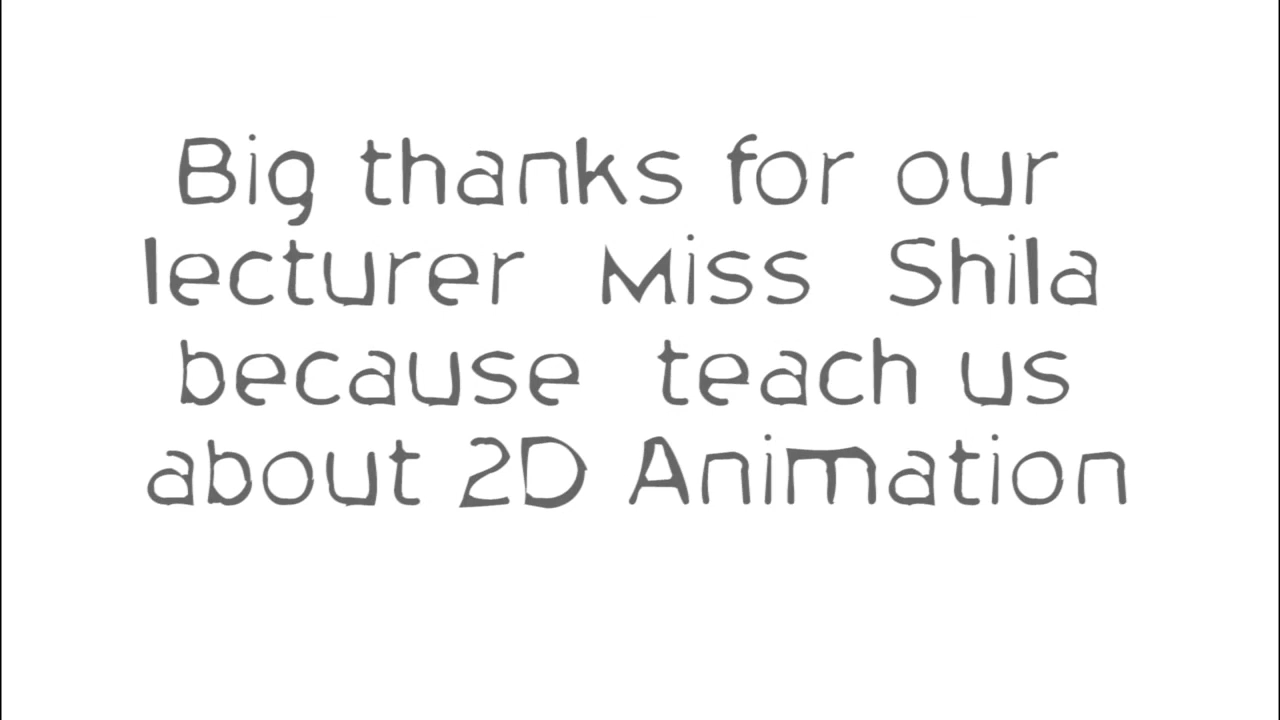 Big thanks for our
lecturer Miss Shila
because teach us
about 2D Animation